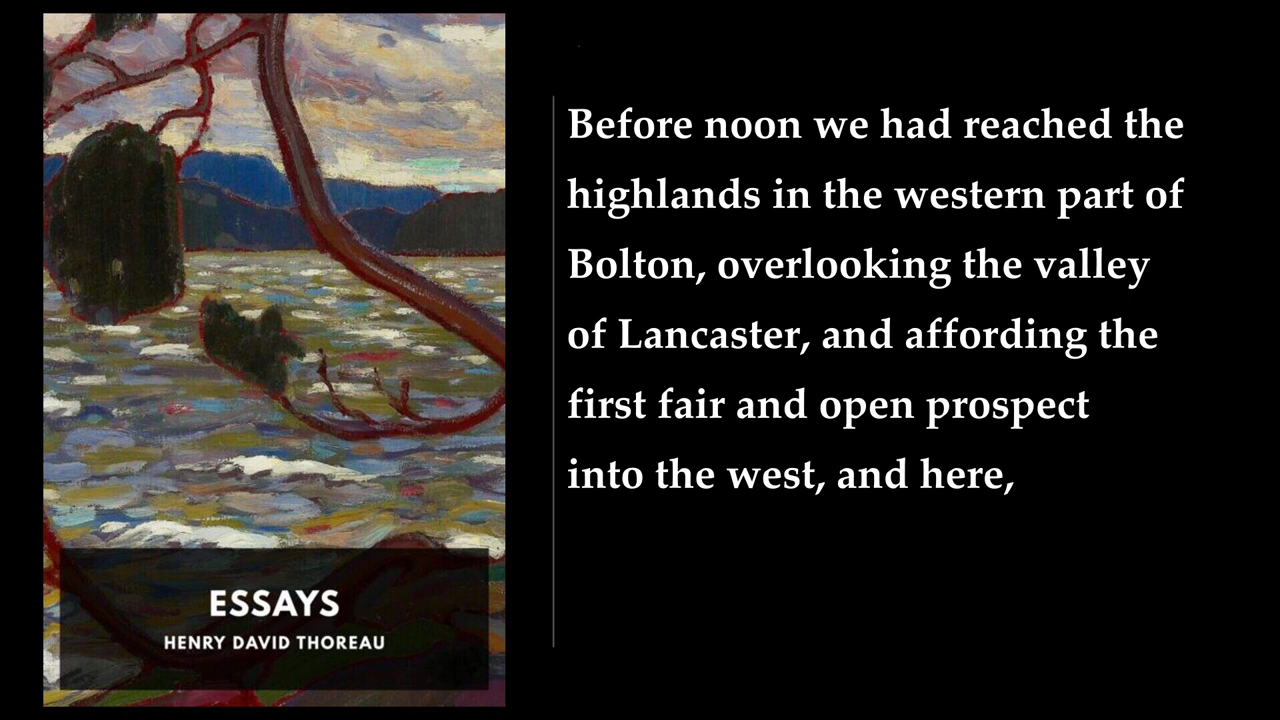 Before noon we had reached the
highlands in the western part of
Bolton, overlooking the valley
of Lancaster, and affording the
first fair and open prospect
into the west, and here,
ESSAYS
HENRY DAVID THOREAU